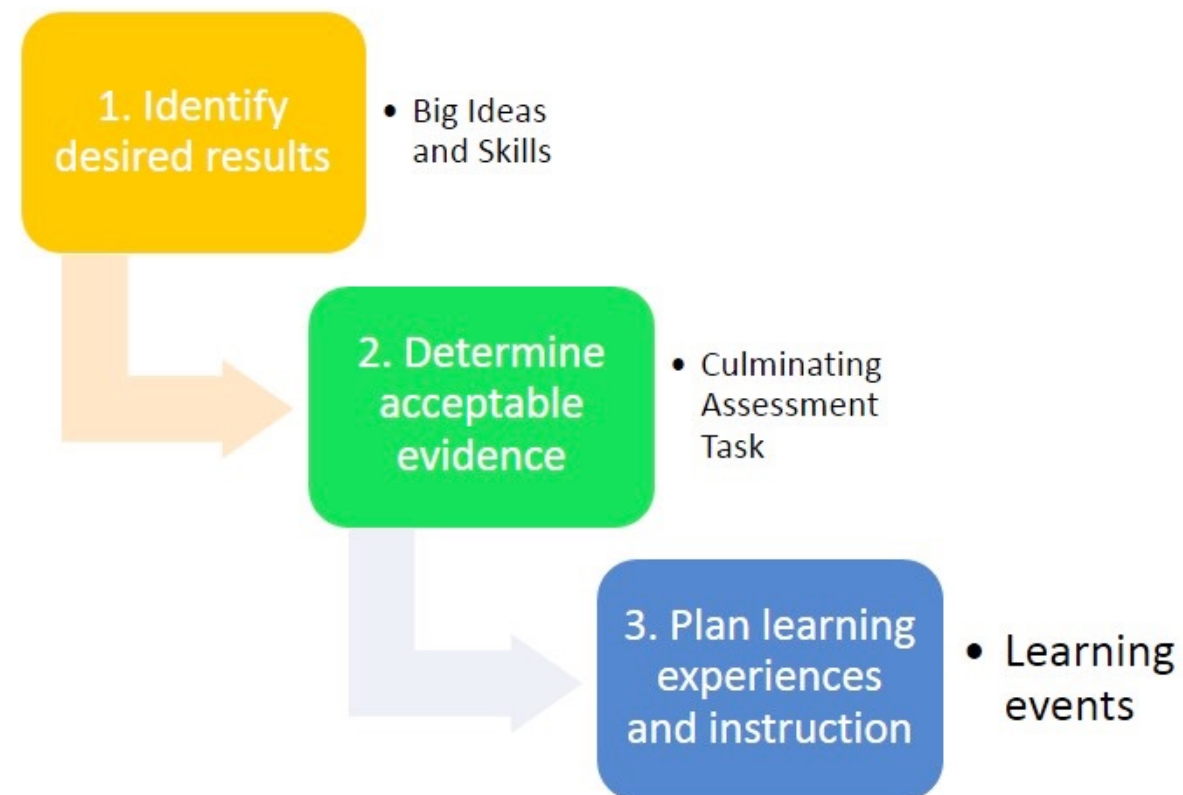 1. Identify
desired results
• Big Ideas
and Skills
2. Determine
acceptable
evidence
• Culminating
Assessment
Task
3. Plan learning
experiences
and instruction
• Learning
events